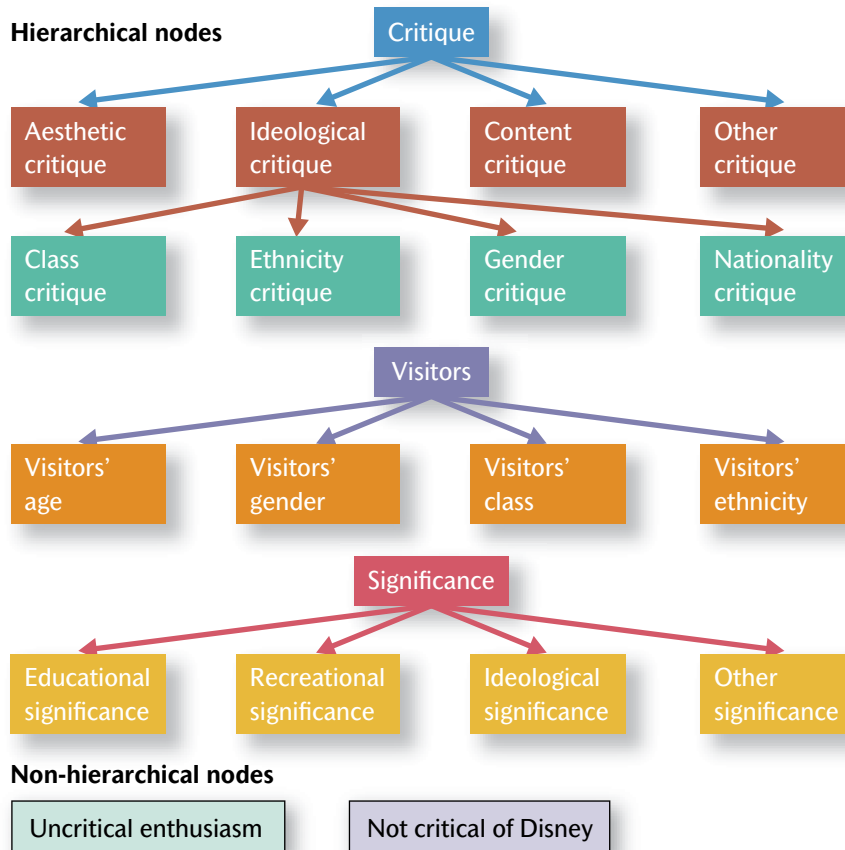 Hierarchical nodes
Critique
Aesthetic
critique
Ideological
critique
Content
critique
Other
critique
Class
critique
Ethnicity
critique
Gender
critique
Nationality
critique
Visitors
Visitors’
age
Visitors’
gender
Visitors’
class
Visitors’
ethnicity
Significance
Educational
significance
Recreational
significance
Ideological
significance
Other
significance
Non-hierarchical nodes
Uncritical enthusiasm
Not critical of Disney